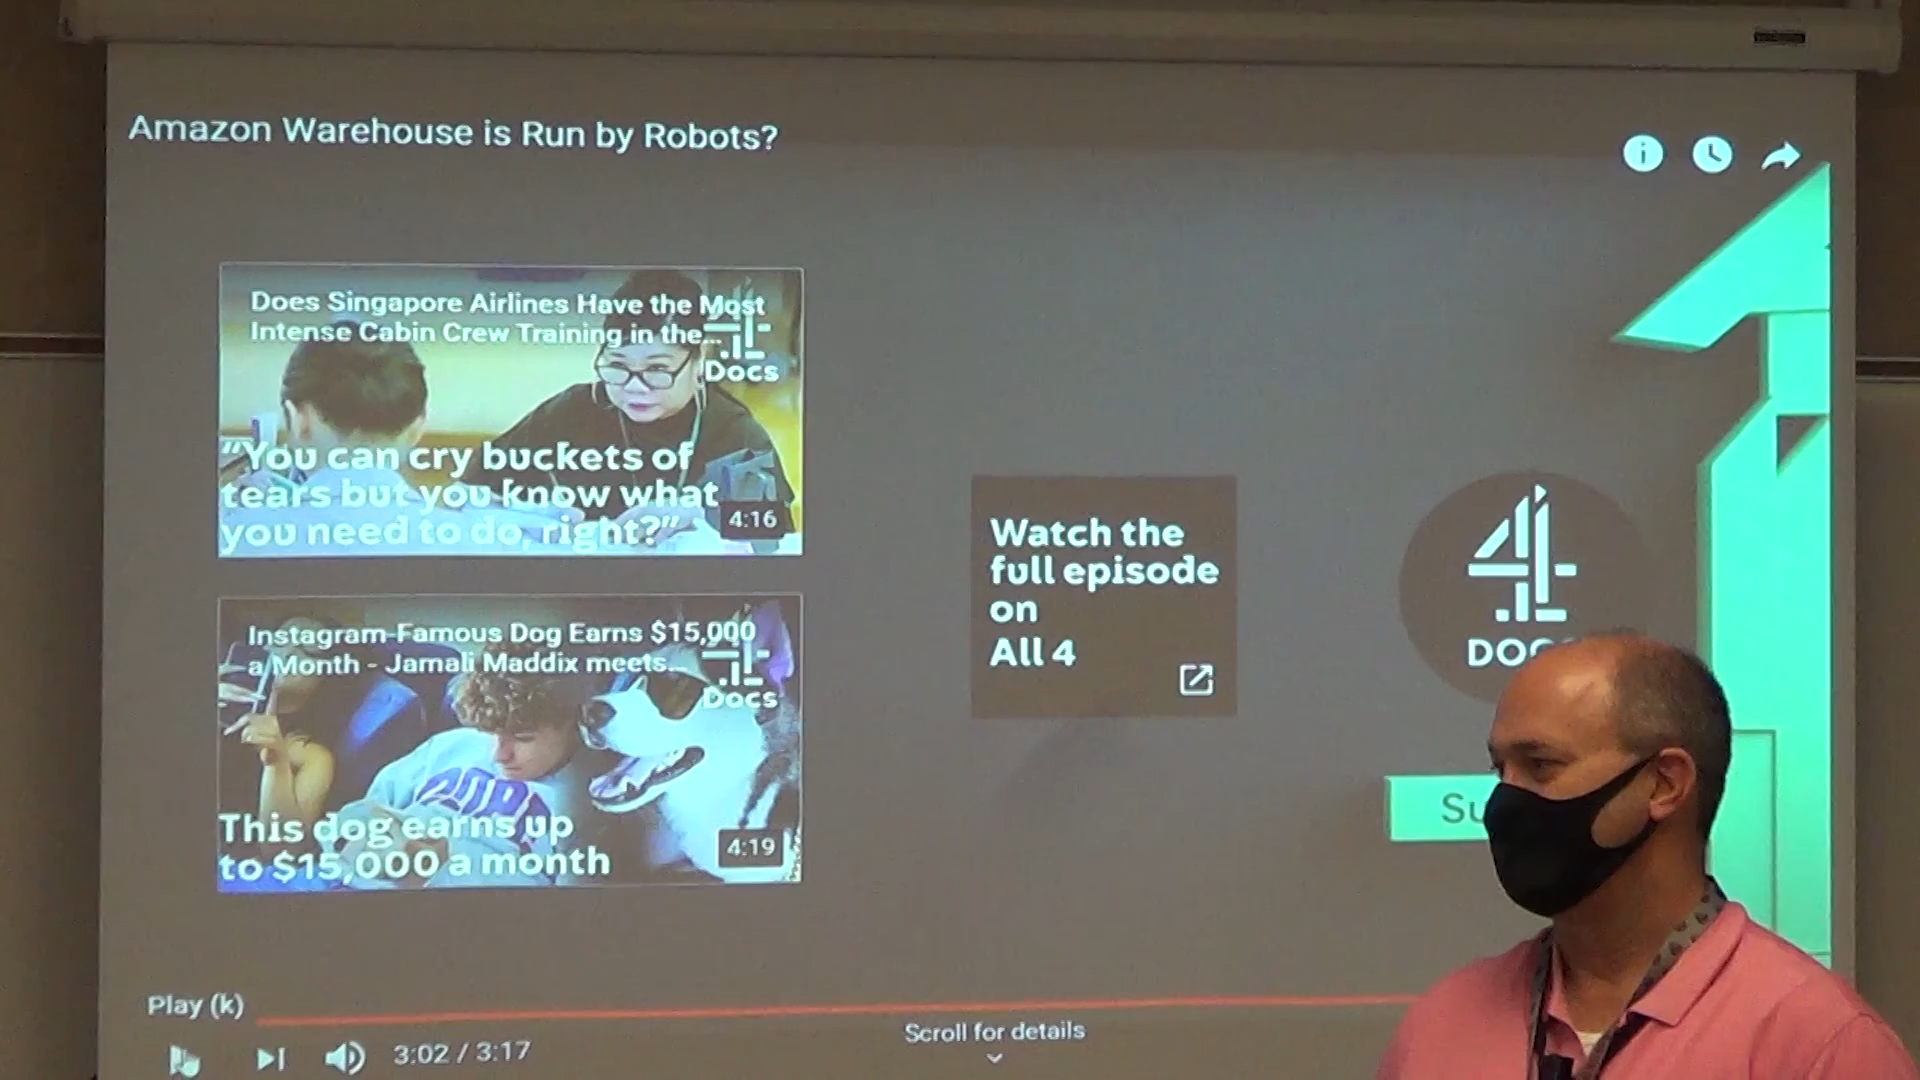 Amazon Warehouse is Run by Robots?
Does Singapore Airlines Have the Most
Intense Cabin Crew Training in the...
Docs
"You can cry buckets of
tears but you know what
you need to do, right?"
4:16
Instagram-Famous Dog Earns $15,000
a Month - Jamali Maddix meets...
Docs
This dog earns up
to $15,000 a month
4:19
Watch the
full episode
on
All 4
4
Play (k)
3:02 / 3:17
Scroll for details